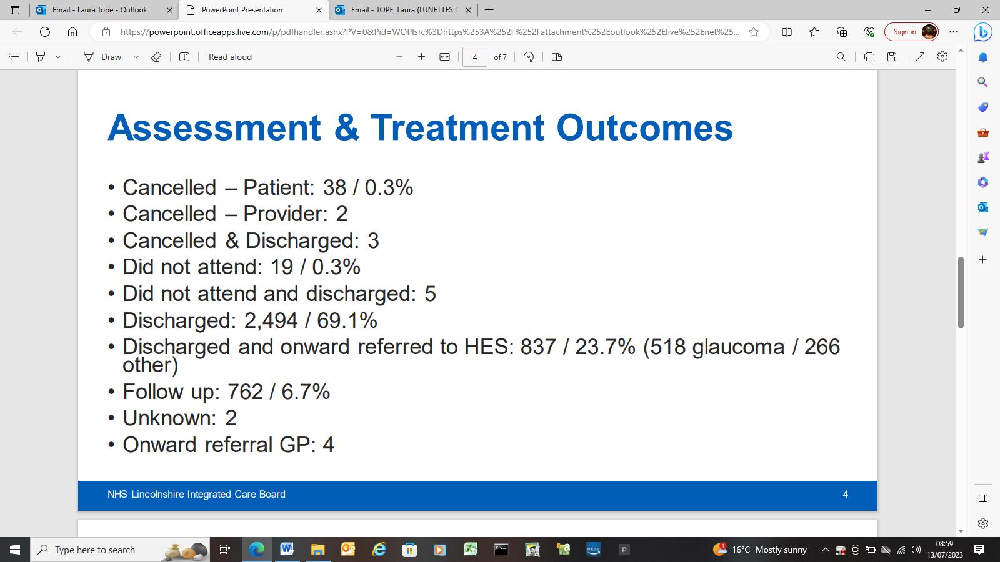 Email - Laura Tope - Outlook
PowerPoint Presentation
Email - TOPE, Laura (LUNETTES O
https://powerpoint.officeapps.live.com/p/pdfhandler.ashx?PV=0&Pid=WOPIsrc%3Dhttps%253A%252F%252Fattachment%252Eoutlook%252Elive%252Enet%25...
Sign in
Draw
Read aloud
4
of 7
Assessment & Treatment Outcomes
• Cancelled – Patient: 38 / 0.3%
• Cancelled – Provider: 2
• Cancelled & Discharged: 3
• Did not attend: 19 / 0.3%
• Did not attend and discharged: 5
• Discharged: 2,494 / 69.1%
• Discharged and onward referred to HES: 837 / 23.7% (518 glaucoma / 266
other)
• Follow up: 762 / 6.7%
• Unknown: 2
• Onward referral GP: 4
NHS Lincolnshire Integrated Care Board
4
Type here to search
music
P
1
16°C Mostly sunny
08:59
13/07/2023